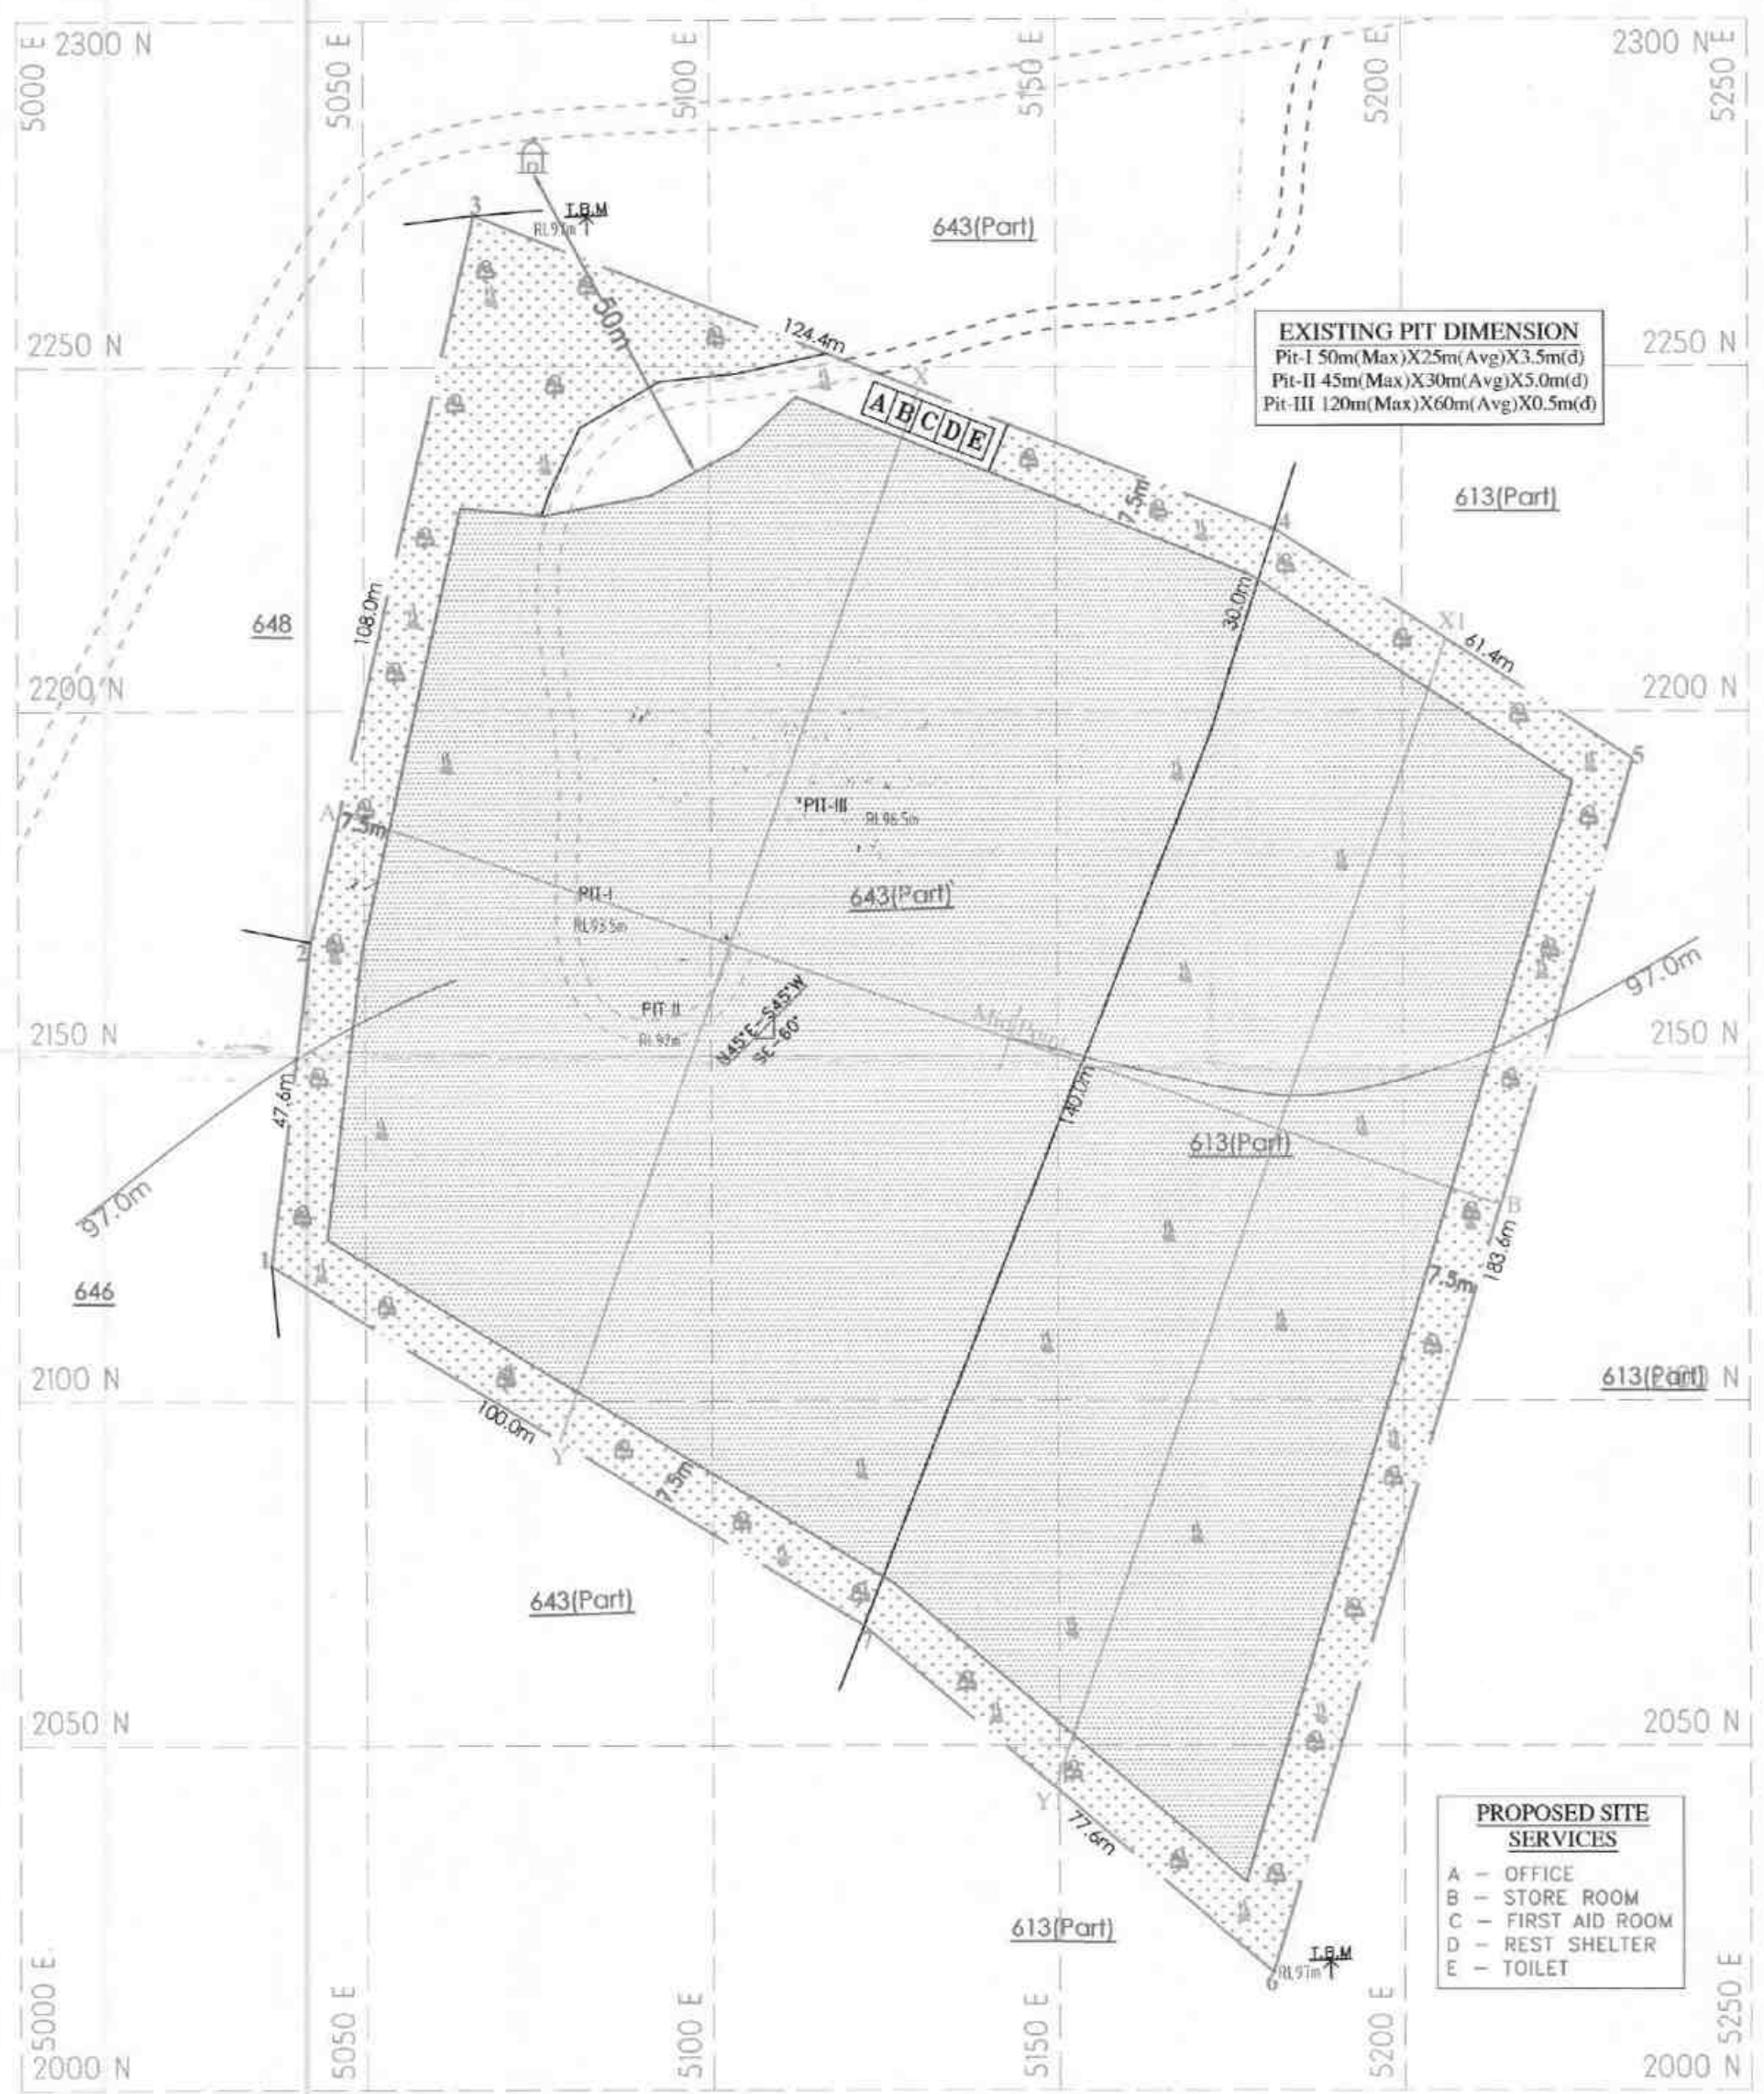 5000 E
2300 N
5050 E
5100 E
5150 E
5200 E
2300 N
5250 E
3
T.B.M
643(Part)
50m
124.4m
2250 N
2250 N
EXISTING PIT DIMENSION
Pit-I 50m(Max)X25m(Avg)X3.5m(d)
Pit-II 45m(Max)X30m(Avg)X5.0m(d)
Pit-III 120m(Max)X60m(Avg)X0.5m(d)
X
A B C D E
7.5m
4
613(Part)
108.0m
648
30.0m
X1
61.4m
2200 N
2200 N
5
A
7.5m
PIT-III
RL96.5m
PIT-I
RL93.5m
643(Part)
2
97.0m
PIT II
RL92m
N45°E-S45°W
SE-60°
2150 N
2150 N
47.6m
140.0m
613(Part)
97.0m
B
183.6m
7.5m
1
646
2100 N
613(Part)
N
100.0m
Y
7.5m
643(Part)
2050 N
2050 N
Y
77.6m
PROPOSED SITE
SERVICES
A - OFFICE
B - STORE ROOM
C - FIRST AID ROOM
D - REST SHELTER
E - TOILET
613(Part)
T.B.M
RL97m
6
5000 E
2000 N
5050 E
5100 E
5150 E
5200 E
2000 N
5250 E